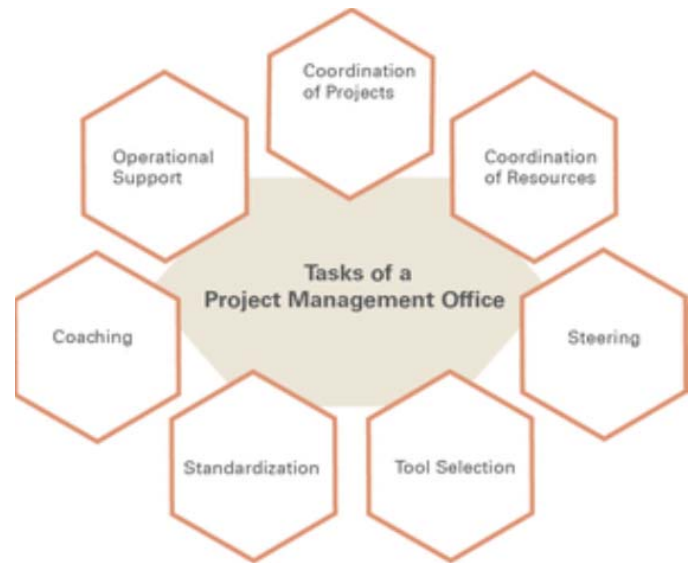 Coordination
of Projects
Operational
Support
Coordination
of Resources
Tasks of a
Project Management Office
Coaching
Steering
Standardization
Tool Selection